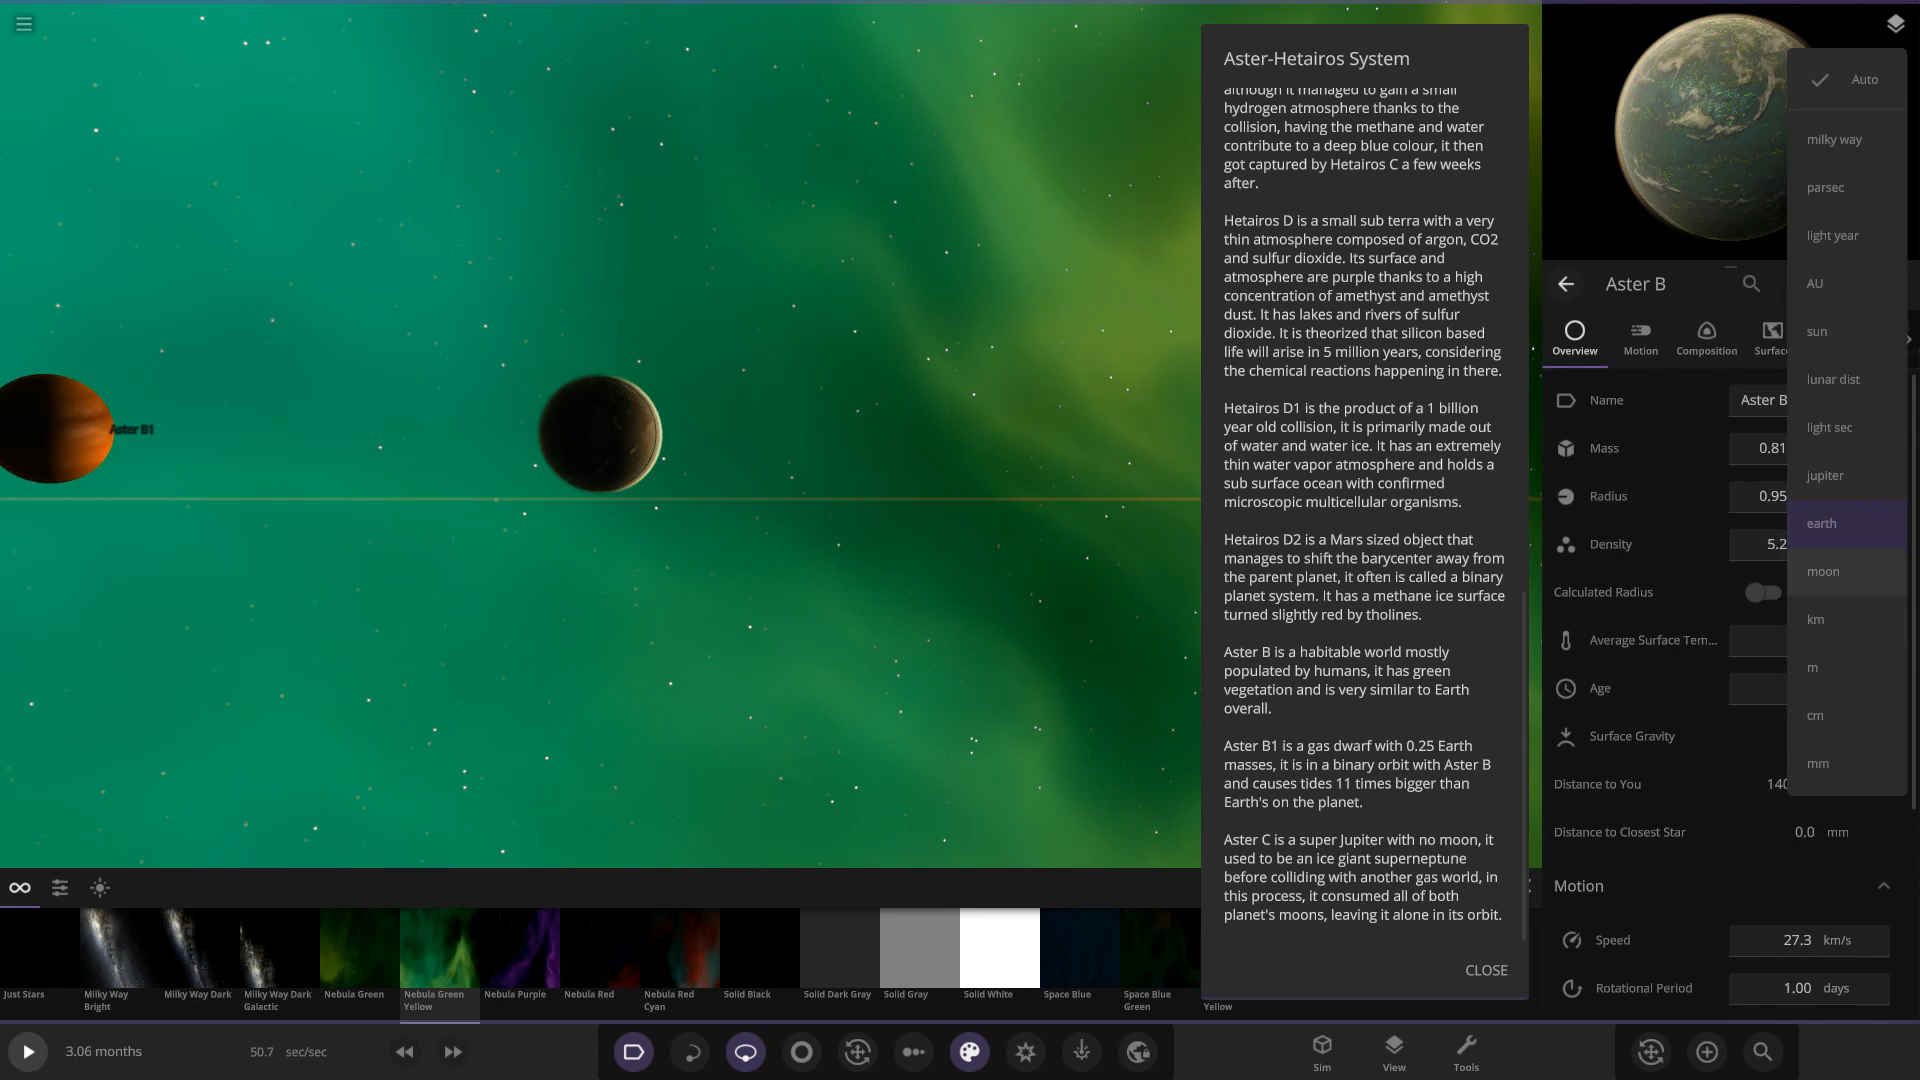 Aster B1
Aster-Hetairos System
although it managed to gain a small
hydrogen atmosphere thanks to the
collision, having the methane and water
contribute to a deep blue colour, it then
got captured by Hetairos C a few weeks
after.
Hetairos D is a small sub terra with a very
thin atmosphere composed of argon, CO2
and sulfur dioxide. Its surface and
atmosphere are purple thanks to a high
concentration of amethyst and amethyst
dust. It has lakes and rivers of sulfur
dioxide. It is theorized that silicon based
life will arise in 5 million years, considering
the chemical reactions happening in there.
Hetairos D1 is the product of a 1 billion
year old collision, it is primarily made out
of water and water ice. It has an extremely
thin water vapor atmosphere and holds a
sub surface ocean with confirmed
microscopic multicellular organisms.
Hetairos D2 is a Mars sized object that
manages to shift the barycenter away from
the parent planet, it often is called a binary
planet system. It has a methane ice surface
turned slightly red by tholines.
Aster B is a habitable world mostly
populated by humans, it has green
vegetation and is very similar to Earth
overall.
Aster B1 is a gas dwarf with 0.25 Earth
masses, it is in a binary orbit with Aster B
and causes tides 11 times bigger than
Earth's on the planet.
Aster C is a super Jupiter with no moon, it
used to be an ice giant superneptune
before colliding with another gas world, in
this process, it consumed all of both
planet's moons, leaving it alone in its orbit.
CLOSE
Aster B
Overview
Motion
Composition
Surfac
Name
Aster B
Mass
0.81
Radius
0.95
Density
5.2
Calculated Radius
Average Surface Tem...
Age
Surface Gravity
Distance to You
140
Distance to Closest Star
0.0 mm
Motion
Speed
27.3 km/s
Rotational Period
1.00 days
Auto
milky way
parsec
light year
AU
sun
lunar dist
light sec
jupiter
earth
moon
km
m
cm
mm
Just Stars
Milky Way
Bright
Milky Way Dark
Milky Way Dark
Galactic
Nebula Green
Nebula Green
Yellow
Nebula Purple
Nebula Red
Nebula Red
Cyan
Solid Black
Solid Dark Gray
Solid Gray
Solid White
Space Blue
Space Blue
Green
Yellow
3.06 months
50.7 sec/sec
Sim
View
Tools